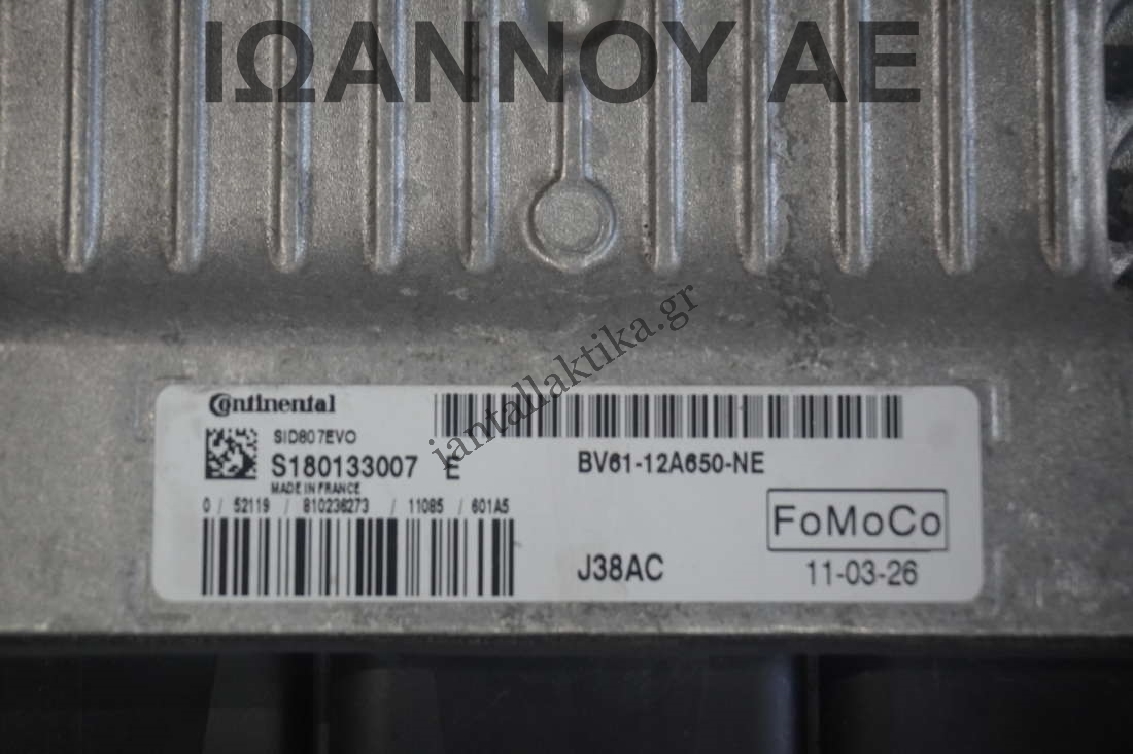 ΙΩΑΝΝΟΥ ΑΕ
jantallaktika.gr
Continental
SID807EVO
S180133007 E
MADE IN FRANCE
0 / 52119 / 810236273 / 11085 / 601A5
BV61-12A650-NE
FoMoCo
J38AC
11-03-26